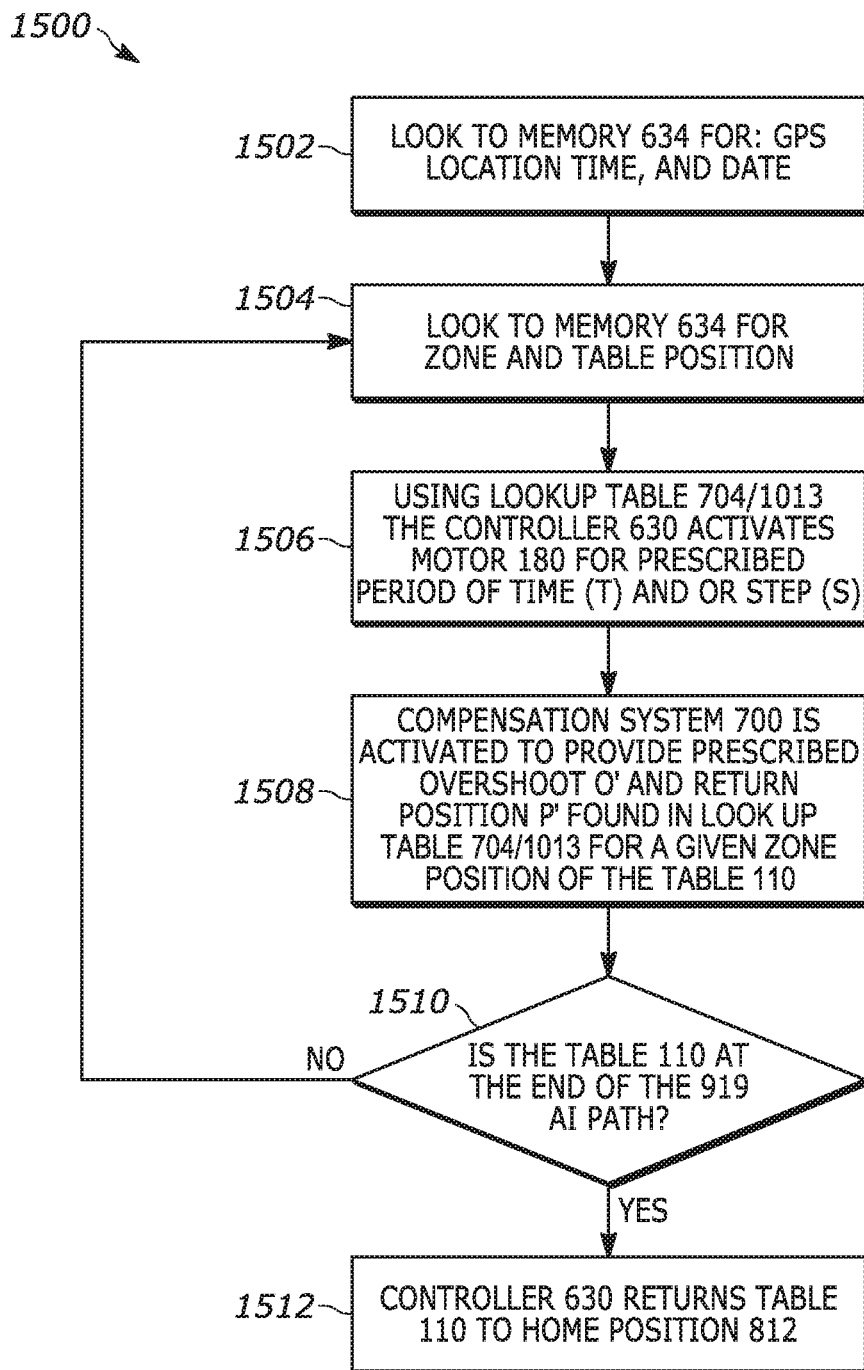 1500
1502
LOOK TO MEMORY 634 FOR: GPS
LOCATION TIME, AND DATE
1504
LOOK TO MEMORY 634 FOR
ZONE AND TABLE POSITION
1506
USING LOOKUP TABLE 704/1013
THE CONTROLLER 630 ACTIVATES
MOTOR 180 FOR PRESCRIBED
PERIOD OF TIME (T) AND OR STEP (S)
1508
COMPENSATION SYSTEM 700 IS
ACTIVATED TO PROVIDE PRESCRIBED
OVERSHOOT O' AND RETURN
POSITION P' FOUND IN LOOK UP
TABLE 704/1013 FOR A GIVEN ZONE
POSITION OF THE TABLE 110
1510
NO
IS THE TABLE 110 AT
THE END OF THE 919
AI PATH?
YES
1512
CONTROLLER 630 RETURNS TABLE
110 TO HOME POSITION 812